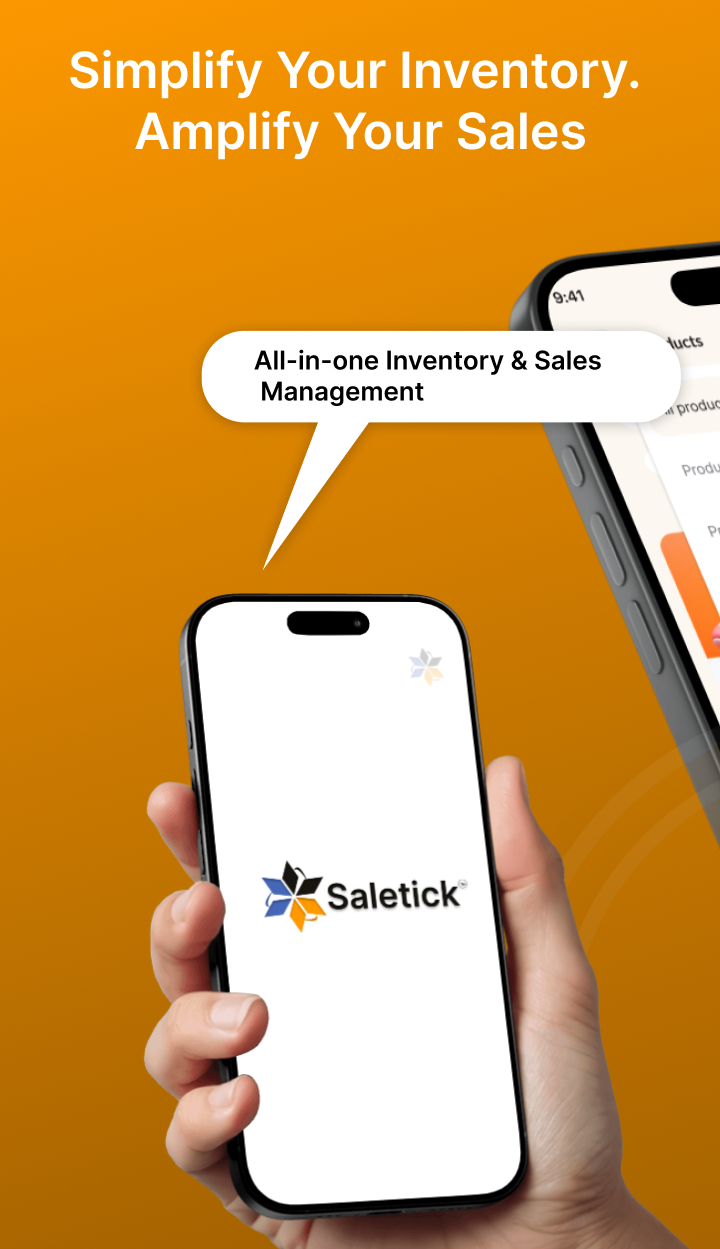 Simplify Your Inventory.
Amplify Your Sales
9:41
All-in-one Inventory & Sales
Management
Saletick